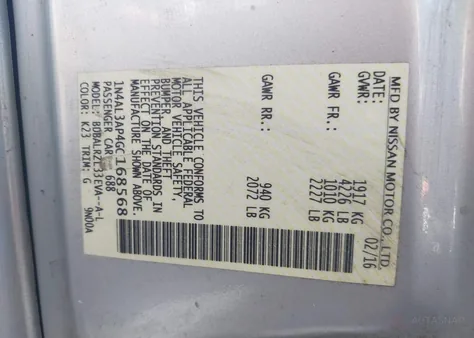 MFD BY NISSAN MOTOR CO., LTD.
DATE: 02/16
GVWR: 1917 KG
4226 LB
GAWR FR.: 1010 KG
2227 LB
GAWR RR.: 940 KG
2072 LB
THIS VEHICLE CONFORMS TO
ALL APPLICABLE FEDERAL
MOTOR VEHICLE SAFETY,
BUMPER, AND THEFT
PREVENTION STANDARDS IN
EFFECT ON THE DATE OF
MANUFACTURE SHOWN ABOVE.
1N4AL3AP4GC168568
PASSENGER CAR
COLOR: K23 TRIM: G